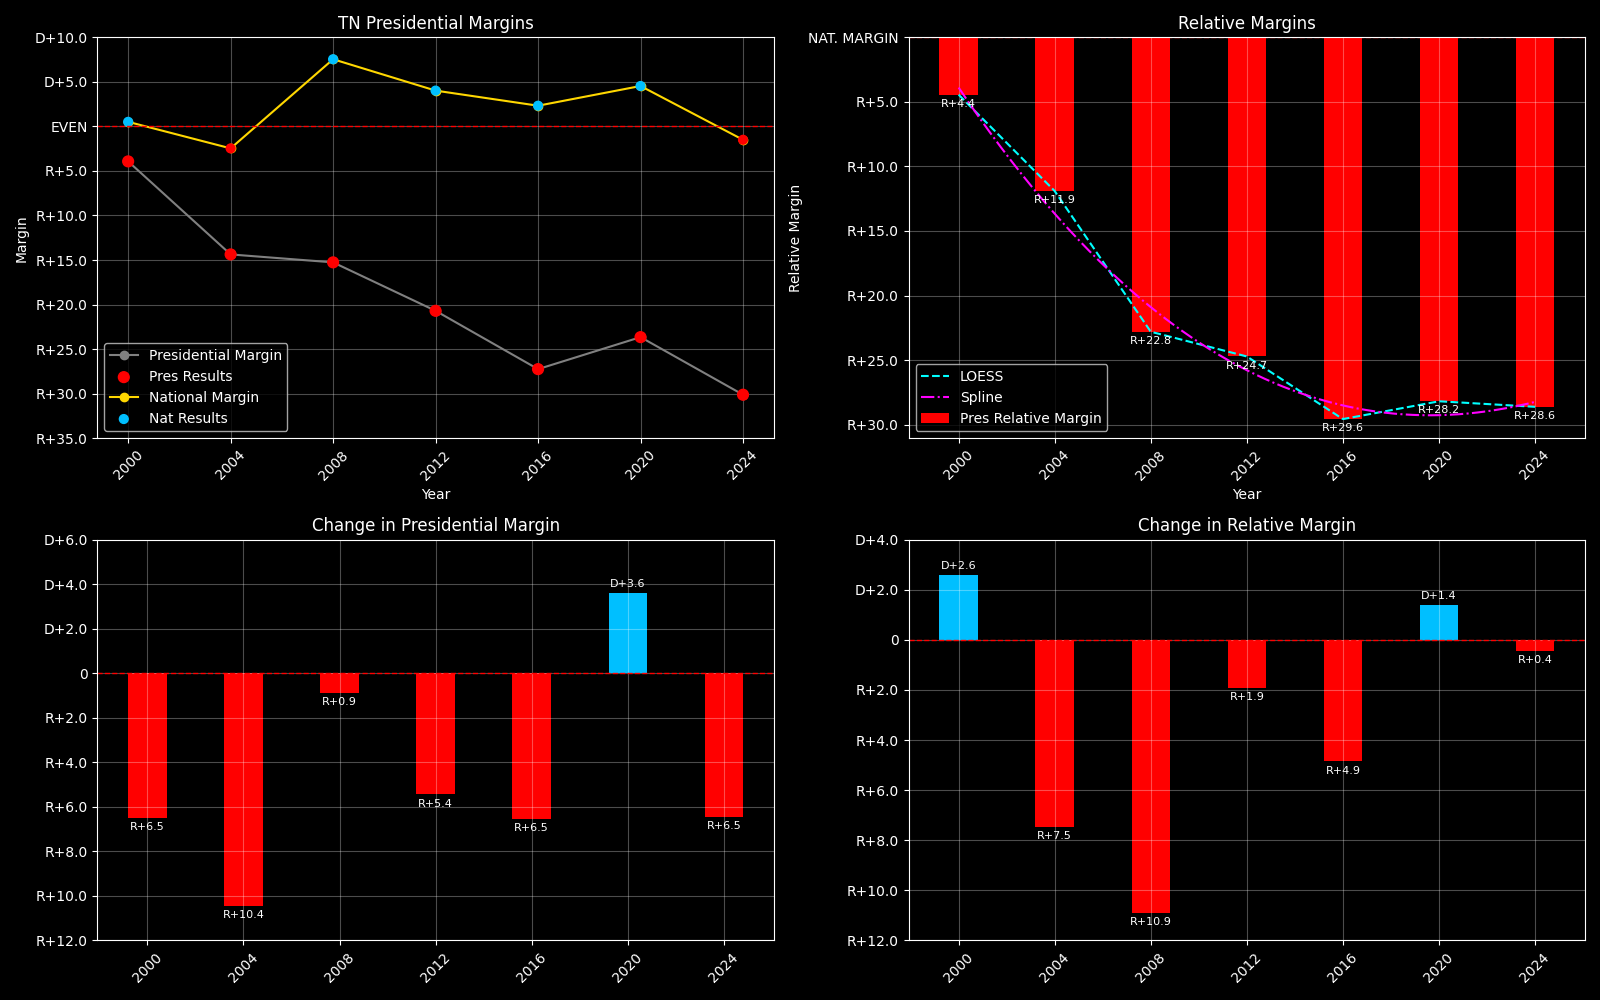 TN Presidential Margins
D+10.0
D+5.0
EVEN
R+5.0
R+10.0
R+15.0
R+20.0
R+25.0
R+30.0
R+35.0
Margin
Presidential Margin
Pres Results
National Margin
Nat Results
2000
2004
2008
2012
2016
2020
2024
Year
Relative Margins
NAT. MARGIN
R+5.0
R+10.0
R+15.0
R+20.0
R+25.0
R+30.0
Relative Margin
R+4.4
R+11.9
R+22.8
R+24.7
R+29.6
R+28.2
R+28.6
LOESS
Spline
Pres Relative Margin
2000
2004
2008
2012
2016
2020
2024
Year
Change in Presidential Margin
D+6.0
D+4.0
D+2.0
0
R+2.0
R+4.0
R+6.0
R+8.0
R+10.0
R+12.0
R+6.5
R+10.4
R+0.9
R+5.4
R+6.5
D+3.6
R+6.5
2000
2004
2008
2012
2016
2020
2024
Change in Relative Margin
D+4.0
D+2.0
0
R+2.0
R+4.0
R+6.0
R+8.0
R+10.0
R+12.0
D+2.6
R+7.5
R+10.9
R+1.9
R+4.9
D+1.4
R+0.4
2000
2004
2008
2012
2016
2020
2024